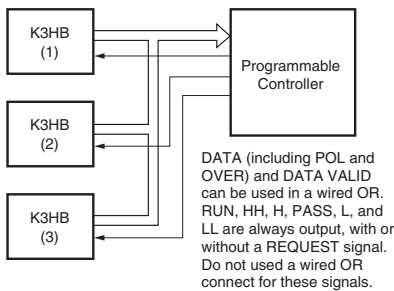 K3HB
(1)
Programmable
Controller
K3HB
(2)
K3HB
(3)
DATA (including POL and
OVER) and DATA VALID
can be used in a wired OR.
RUN, HH, H, PASS, L, and
LL are always output, with or
without a REQUEST signal.
Do not used a wired OR
connect for these signals.